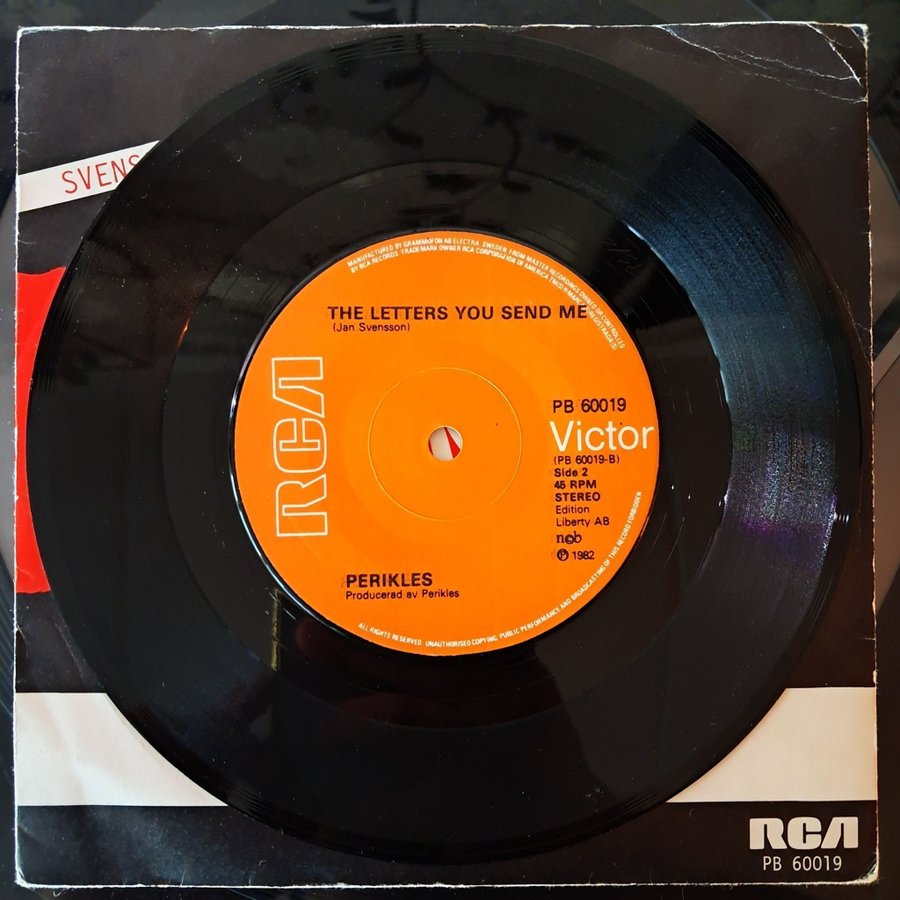 SVENS
MANUFACTURED BY GRAMMOFON AB ELECTRA, SWEDEN FROM MASTER RECORDINGS OWNED OR CONTROLLED
BY RCA RECORDS · TRADEMARK OWNER RCA CORPORATION OF AMERICA TM(S) ® MARCA(S) REGISTRADA(S)
THE LETTERS YOU SEND ME
(Jan Svensson)
RCA
PB 60019
Victor
(PB 60019-B)
Side 2
45 RPM
STEREO
Edition
Liberty AB
ncb
℗ 1982
PERIKLES
Producerad av Perikles
ALL RIGHTS RESERVED. UNAUTHORISED COPYING, PUBLIC PERFORMANCE AND BROADCASTING OF THIS RECORD FORBIDDEN
RCA
PB 60019